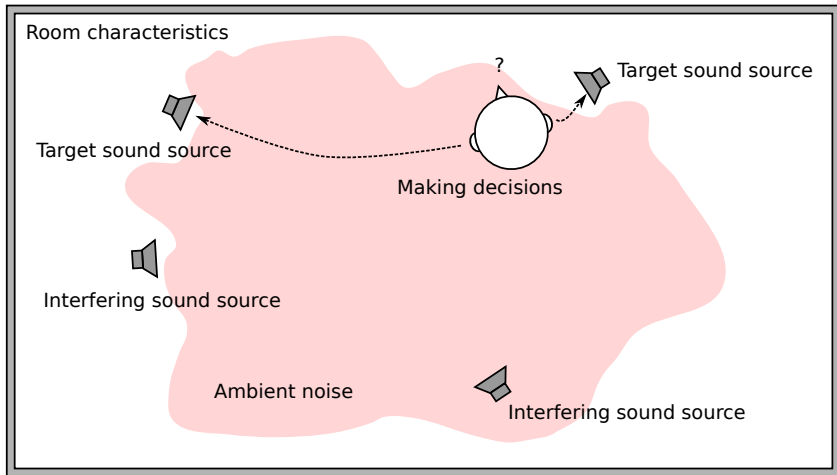 Room characteristics
?
Target sound source
Target sound source
Making decisions
Interfering sound source
Ambient noise
Interfering sound source